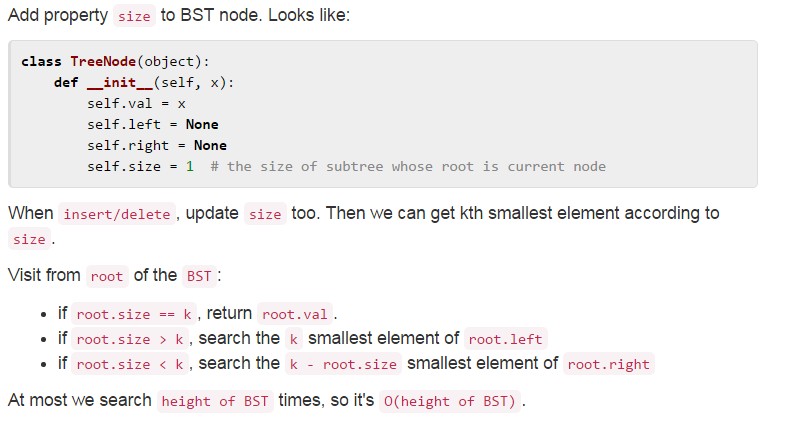 Add property size to BST node. Looks like:
class TreeNode(object):
    def __init__(self, x):
        self.val = x
        self.left = None
        self.right = None
        self.size = 1  # the size of subtree whose root is current node
When insert/delete , update size too. Then we can get kth smallest element according to
size .
Visit from root of the BST :
• if root.size == k , return root.val .
• if root.size > k , search the k smallest element of root.left
• if root.size < k , search the k - root.size smallest element of root.right
At most we search height of BST times, so it's O(height of BST) .